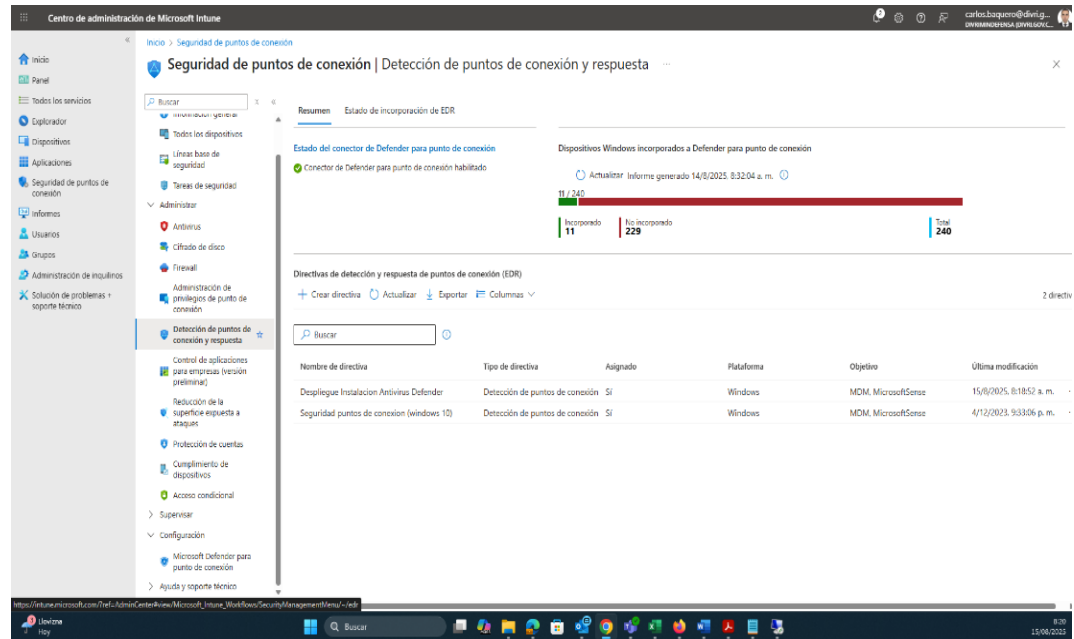 Centro de administración de Microsoft Intune
2
carlos.baquero@divri.g...
Inicio
Panel
Todos los servicios
Explorador
Dispositivos
Aplicaciones
Seguridad de puntos de
conexión
Informes
Usuarios
Grupos
Administración de inquilinos
Solución de problemas +
soporte técnico
Inicio > Seguridad de puntos de conexión
Seguridad de puntos de conexión | Detección de puntos de conexión y respuesta ...
Buscar
Información general
Todos los dispositivos
Líneas base de
seguridad
Tareas de seguridad
Administrar
Antivirus
Cifrado de disco
Firewall
Administración de
privilegios de punto de
conexión
Detección de puntos de
conexión y respuesta
Control de aplicaciones
para empresas (versión
preliminar)
Reducción de la
superficie expuesta a
ataques
Protección de cuentas
Cumplimiento de
dispositivos
Acceso condicional
Supervisar
Configuración
Microsoft Defender para
punto de conexión
Ayuda y soporte técnico
Resumen Estado de incorporación de EDR
Estado del conector de Defender para punto de conexión
Conector de Defender para punto de conexión habilitado
Dispositivos Windows incorporados a Defender para punto de conexión
Actualizar Informe generado 14/8/2025, 8:32:04 a. m.
11 / 240
Incorporado
11
No incorporado
229
Total
240
Directivas de detección y respuesta de puntos de conexión (EDR)
Crear directiva Actualizar Exportar Columnas
2 directiv
Buscar
Nombre de directiva Tipo de directiva Asignado Plataforma Objetivo Última modificación
Despliegue Instalacion Antivirus Defender Detección de puntos de conexión Sí Windows MDM, MicrosoftSense 15/8/2025, 8:18:52 a. m.
Seguridad puntos de conexion (windows 10) Detección de puntos de conexión Sí Windows MDM, MicrosoftSense 4/12/2023, 9:33:06 p. m.
https://intune.microsoft.com/?ref=AdminCenter#view/Microsoft_Intune_Workflows/SecurityManagementMenu/~/edr
Llovizna
Hoy
Buscar
8:20
15/08/2025